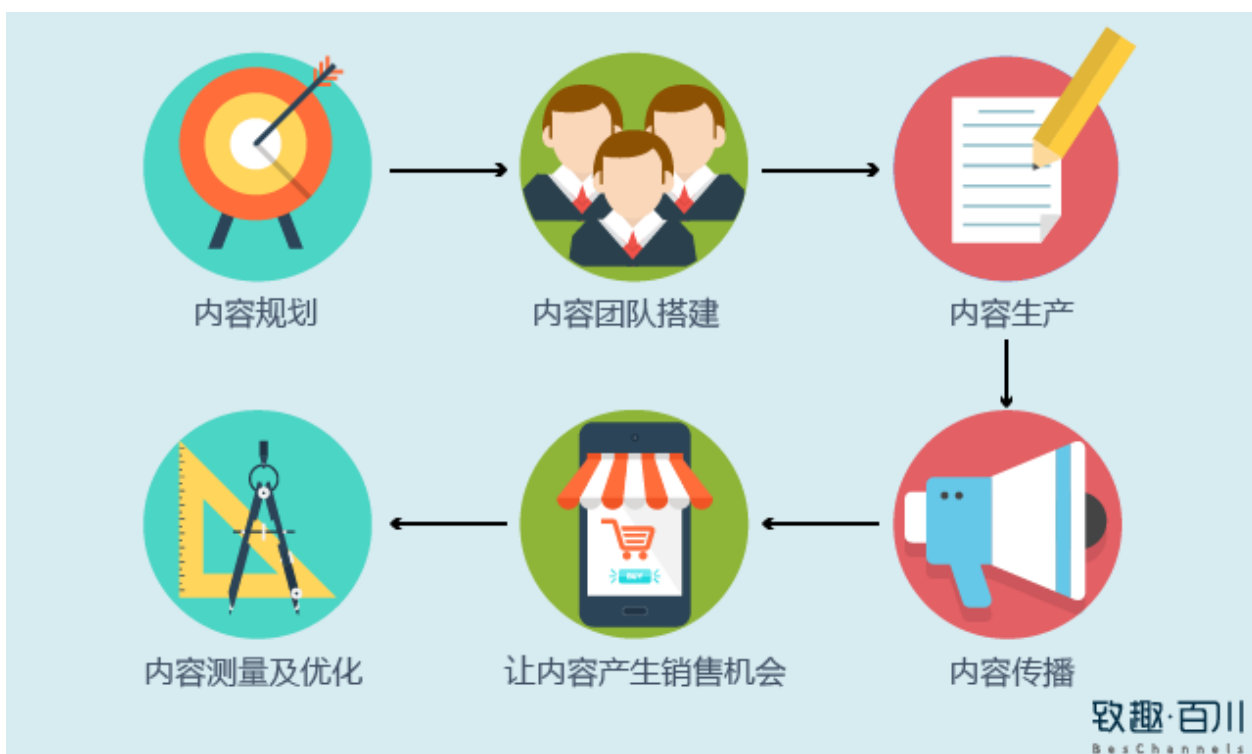 内容规划
内容团队搭建
内容生产
内容传播
让内容产生销售机会
内容测量及优化
致趣·百川
BesChannels